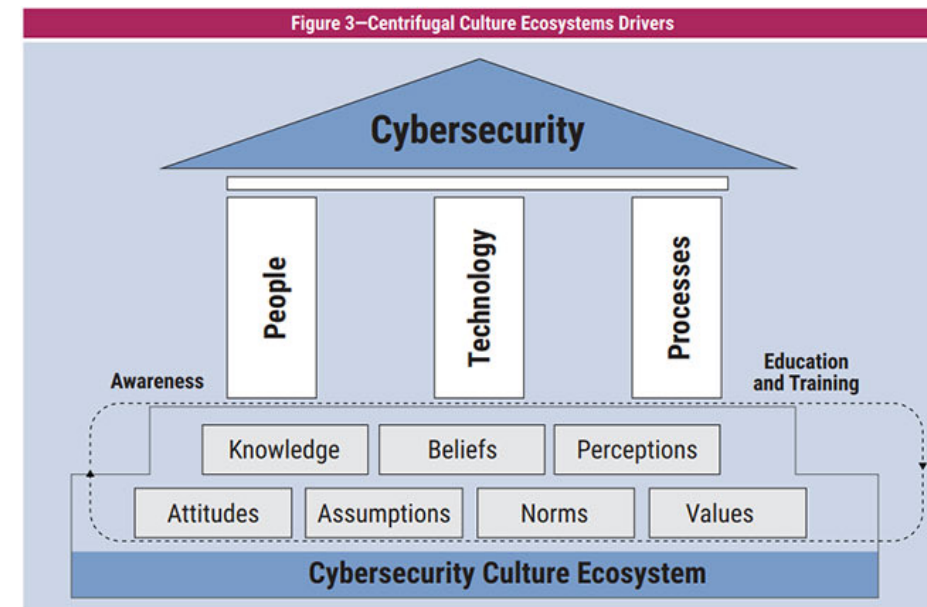 Figure 3—Centrifugal Culture Ecosystems Drivers
Cybersecurity
People
Technology
Processes
Awareness
Education
and Training
Knowledge
Beliefs
Perceptions
Attitudes
Assumptions
Norms
Values
Cybersecurity Culture Ecosystem